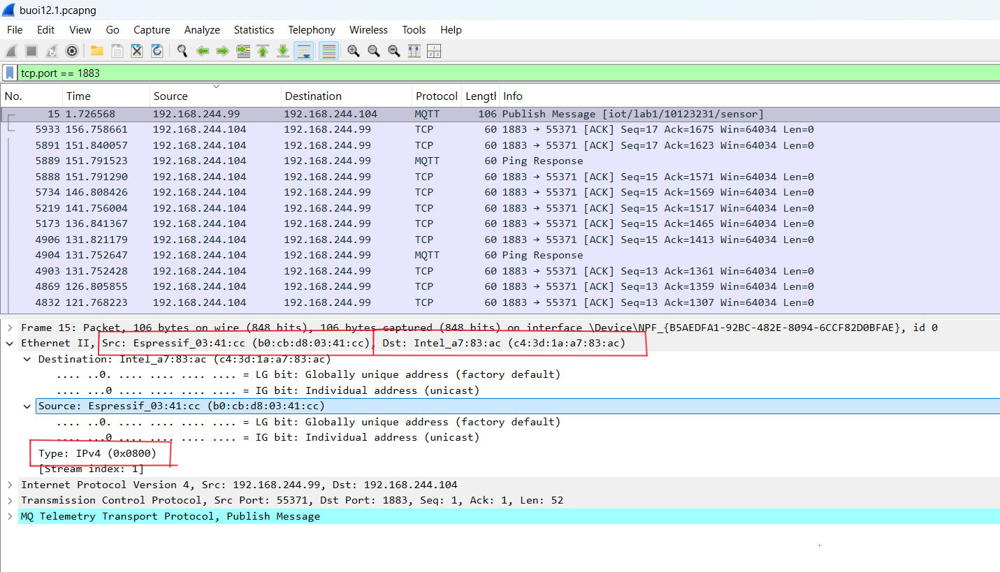 buoi12.1.pcapng
File Edit View Go Capture Analyze Statistics Telephony Wireless Tools Help
tcp.port == 1883
No. Time Source Destination Protocol Length Info
15 1.726568 192.168.244.99 192.168.244.104 MQTT 106 Publish Message [iot/lab1/10123231/sensor]
5933 156.758661 192.168.244.104 192.168.244.99 TCP 60 1883 → 55371 [ACK] Seq=17 Ack=1675 Win=64034 Len=0
5891 151.840057 192.168.244.104 192.168.244.99 TCP 60 1883 → 55371 [ACK] Seq=17 Ack=1623 Win=64034 Len=0
5889 151.791523 192.168.244.104 192.168.244.99 MQTT 60 Ping Response
5888 151.791290 192.168.244.104 192.168.244.99 TCP 60 1883 → 55371 [ACK] Seq=15 Ack=1571 Win=64034 Len=0
5734 146.808426 192.168.244.104 192.168.244.99 TCP 60 1883 → 55371 [ACK] Seq=15 Ack=1569 Win=64034 Len=0
5219 141.756004 192.168.244.104 192.168.244.99 TCP 60 1883 → 55371 [ACK] Seq=15 Ack=1517 Win=64034 Len=0
5173 136.841367 192.168.244.104 192.168.244.99 TCP 60 1883 → 55371 [ACK] Seq=15 Ack=1465 Win=64034 Len=0
4906 131.821179 192.168.244.104 192.168.244.99 TCP 60 1883 → 55371 [ACK] Seq=15 Ack=1413 Win=64034 Len=0
4904 131.752647 192.168.244.104 192.168.244.99 MQTT 60 Ping Response
4903 131.752428 192.168.244.104 192.168.244.99 TCP 60 1883 → 55371 [ACK] Seq=13 Ack=1361 Win=64034 Len=0
4869 126.805855 192.168.244.104 192.168.244.99 TCP 60 1883 → 55371 [ACK] Seq=13 Ack=1359 Win=64034 Len=0
4832 121.768223 192.168.244.104 192.168.244.99 TCP 60 1883 → 55371 [ACK] Seq=13 Ack=1307 Win=64034 Len=0
Frame 15: Packet, 106 bytes on wire (848 bits), 106 bytes captured (848 bits) on interface \Device\NPF_{B5AEDFA1-92BC-482E-8094-6CCF82D0BFAE}, id 0
Ethernet II, Src: Espressif_03:41:cc (b0:cb:d8:03:41:cc), Dst: Intel_a7:83:ac (c4:3d:1a:a7:83:ac)
Destination: Intel_a7:83:ac (c4:3d:1a:a7:83:ac)
.... ..0. .... .... .... .... = LG bit: Globally unique address (factory default)
.... ...0 .... .... .... .... = IG bit: Individual address (unicast)
Source: Espressif_03:41:cc (b0:cb:d8:03:41:cc)
.... ..0. .... .... .... .... = LG bit: Globally unique address (factory default)
.... ...0 .... .... .... .... = IG bit: Individual address (unicast)
Type: IPv4 (0x0800)
[Stream index: 1]
Internet Protocol Version 4, Src: 192.168.244.99, Dst: 192.168.244.104
Transmission Control Protocol, Src Port: 55371, Dst Port: 1883, Seq: 1, Ack: 1, Len: 52
MQ Telemetry Transport Protocol, Publish Message